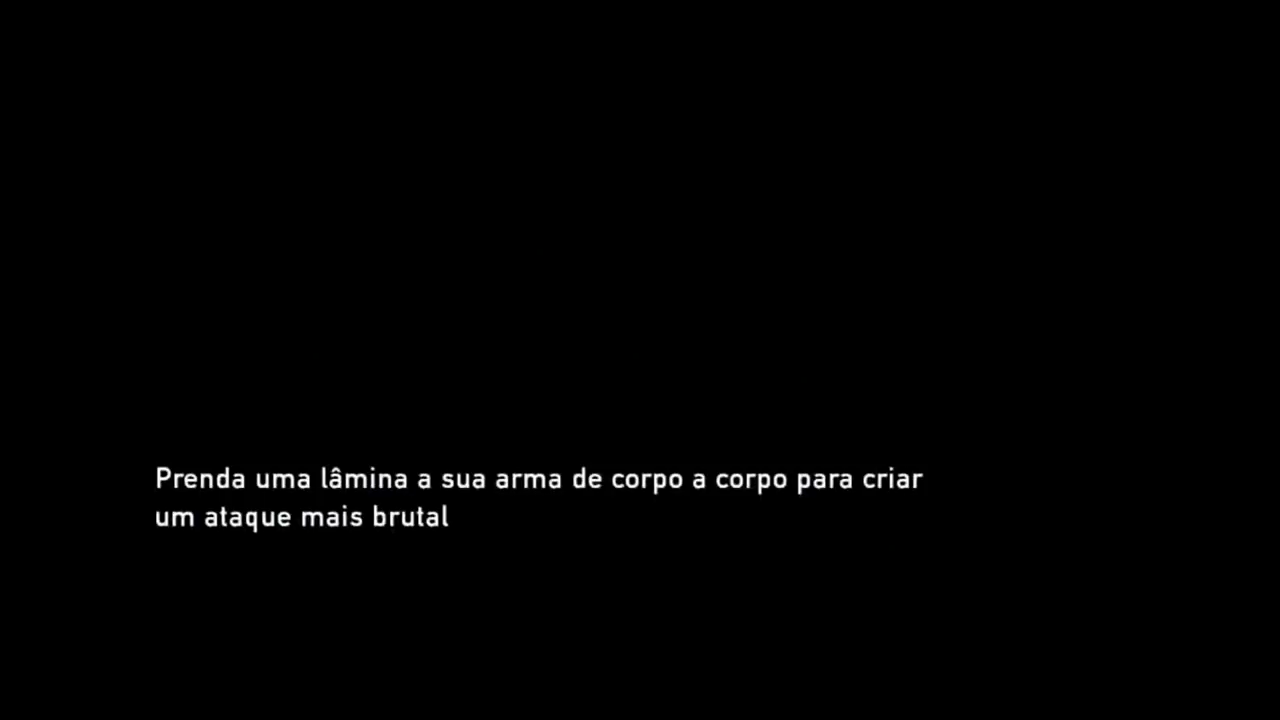 Prenda uma lâmina a sua arma de corpo a corpo para criar
um ataque mais brutal